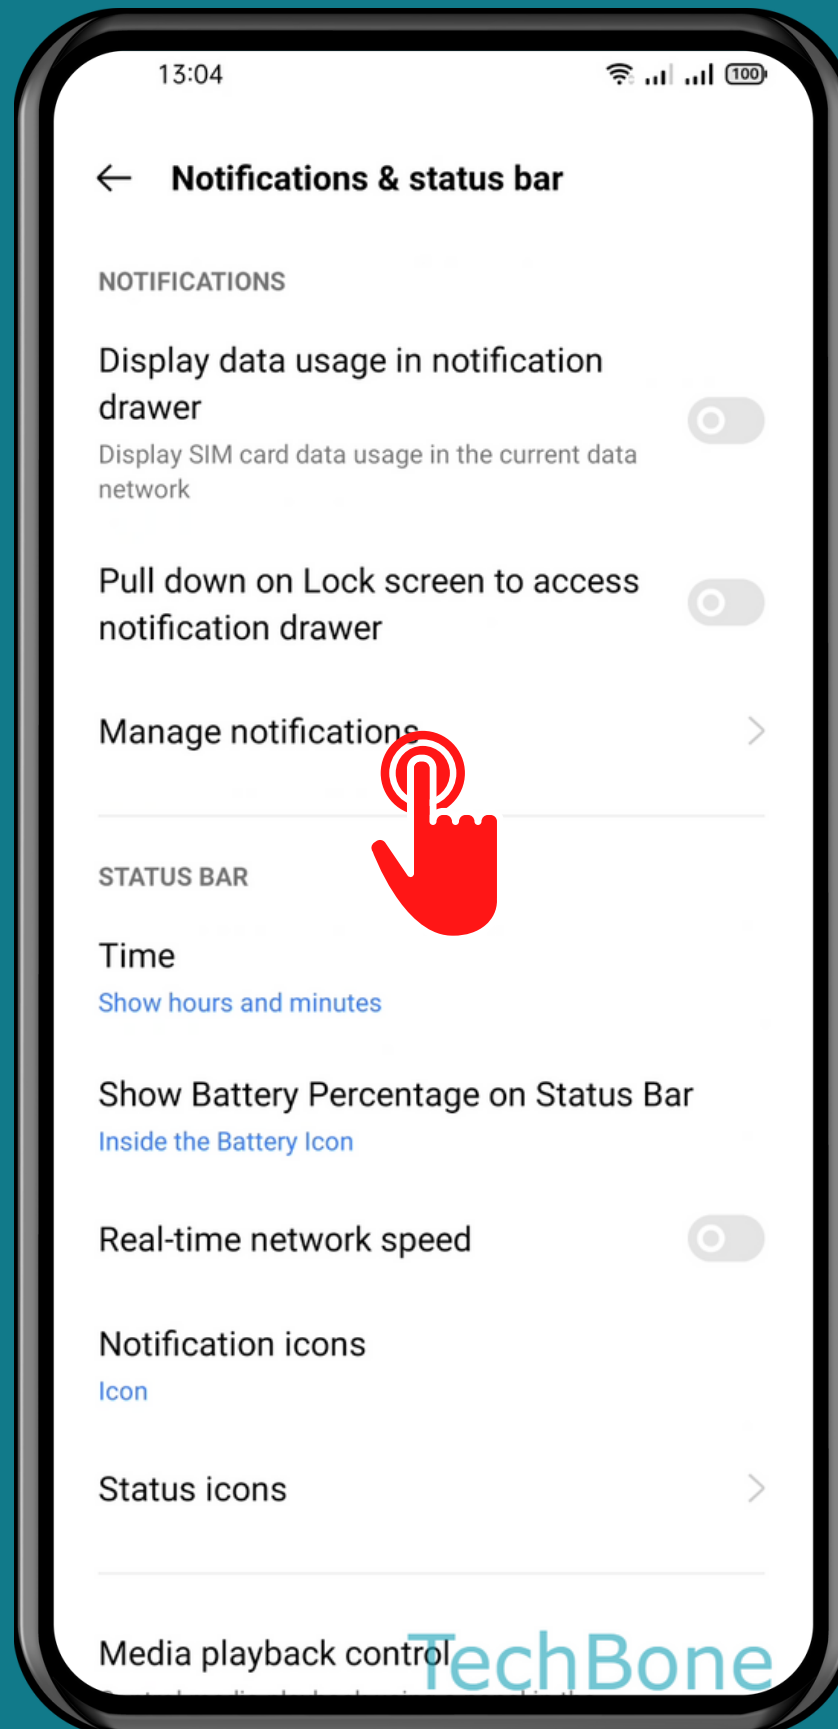 13:04
100
Notifications & status bar
NOTIFICATIONS
Display data usage in notification
drawer
Display SIM card data usage in the current data
network
Pull down on Lock screen to access
notification drawer
Manage notifications
STATUS BAR
Time
Show hours and minutes
Show Battery Percentage on Status Bar
Inside the Battery Icon
Real-time network speed
Notification icons
Icon
Status icons
Media playback control
TechBone